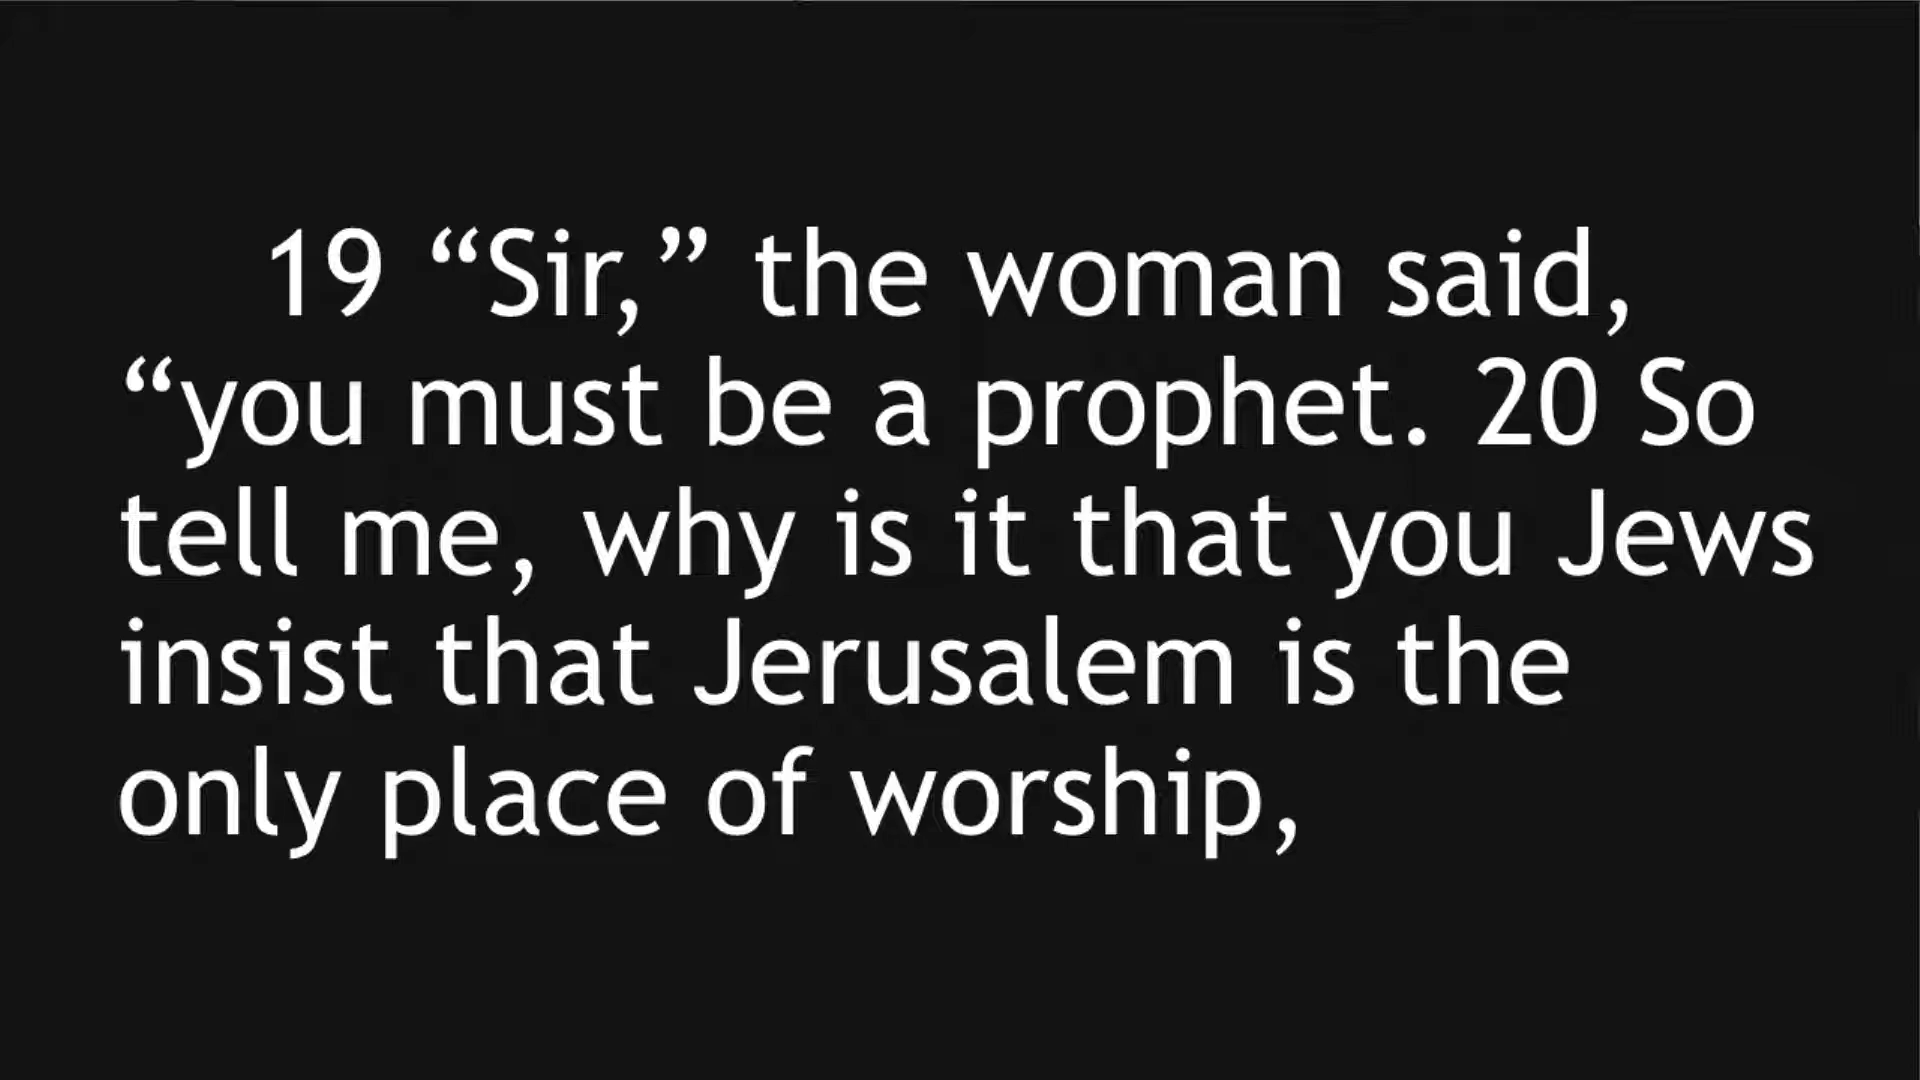 19 “Sir,” the woman said,
“you must be a prophet. 20 So
tell me, why is it that you Jews
insist that Jerusalem is the
only place of worship,